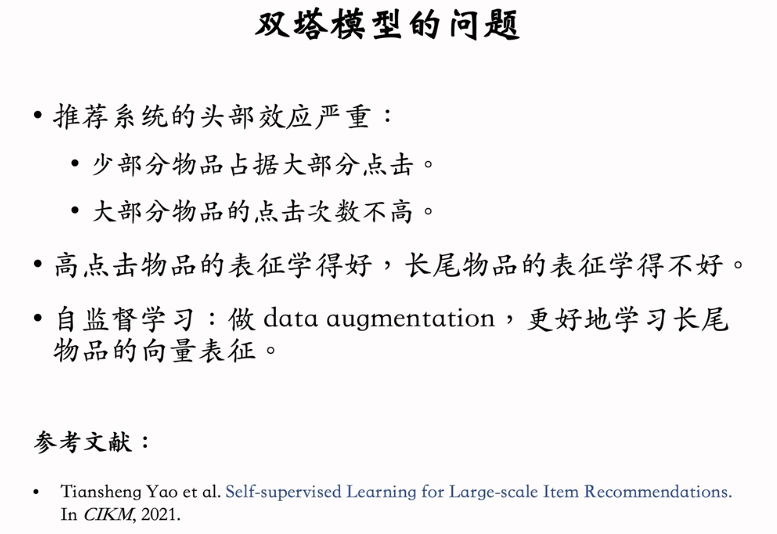 双塔模型的问题
• 推荐系统的头部效应严重：
• 少部分物品占据大部分点击。
• 大部分物品的点击次数不高。
• 高点击物品的表征学得好，长尾物品的表征学得不好。
• 自监督学习：做 data augmentation，更好地学习长尾
物品的向量表征。
参考文献：
• Tiansheng Yao et al. Self-supervised Learning for Large-scale Item Recommendations.
In CIKM, 2021.